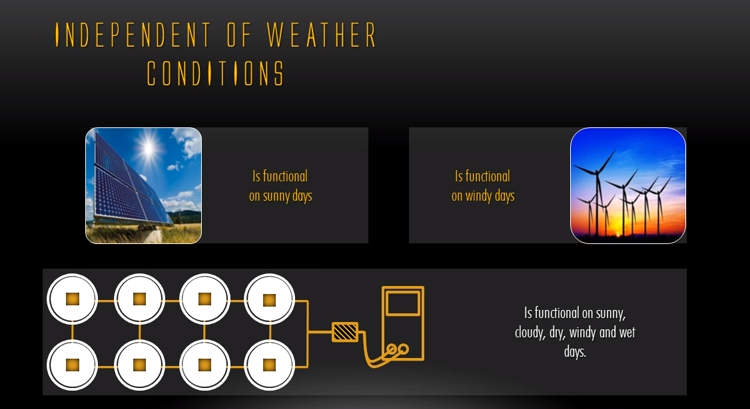 INDEPENDENT OF WEATHER
CONDITIONS
Is functional
on sunny days
Is functional
on windy days
Is functional on sunny,
cloudy, dry, windy and wet
days.